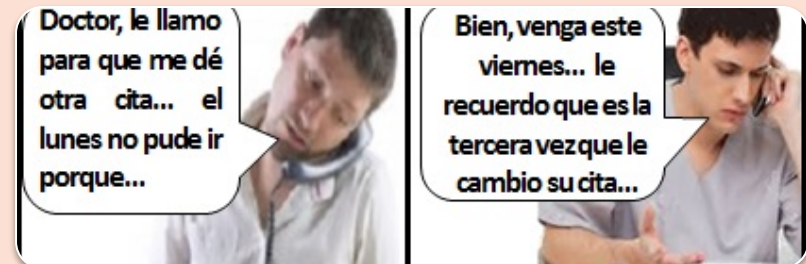 Doctor, le llamo
para que me dé
otra cita... el
lunes no pude ir
porque...
Bien, venga este
viernes... le
recuerdo que es la
tercera vez que le
cambio su cita...